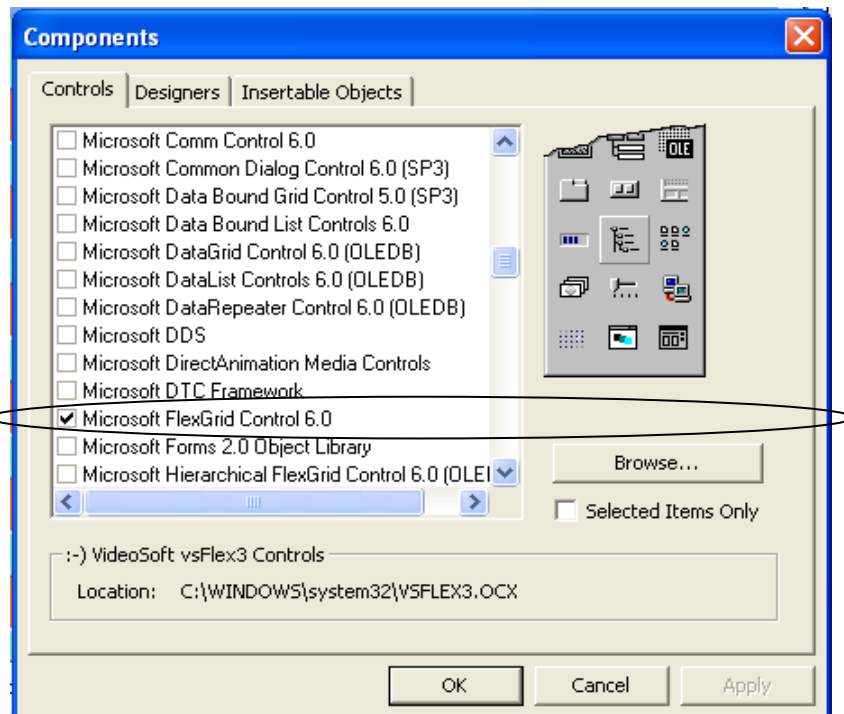 Components
Controls Designers Insertable Objects
Microsoft Comm Control 6.0
Microsoft Common Dialog Control 6.0 (SP3)
Microsoft Data Bound Grid Control 5.0 (SP3)
Microsoft Data Bound List Controls 6.0
Microsoft DataGrid Control 6.0 (OLEDB)
Microsoft DataList Controls 6.0 (OLEDB)
Microsoft DataRepeater Control 6.0 (OLEDB)
Microsoft DDS
Microsoft DirectAnimation Media Controls
Microsoft DTC Framework
Microsoft FlexGrid Control 6.0
Microsoft Forms 2.0 Object Library
Microsoft Hierarchical FlexGrid Control 6.0 (OLE
OLE
Browse...
Selected Items Only
:-) VideoSoft vsFlex3 Controls
Location: C:\WINDOWS\system32\VSFLEX3.OCX
OK Cancel Apply